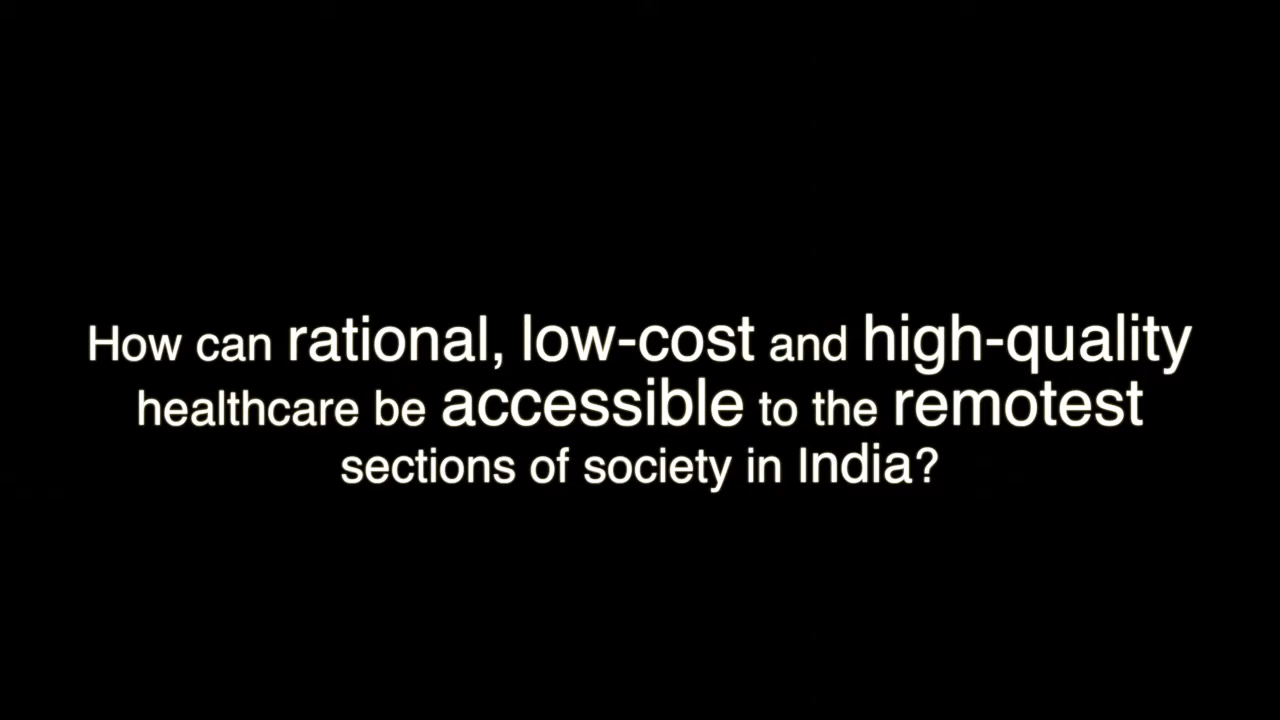 How can rational, low-cost and high-quality
healthcare be accessible to the remotest
sections of society in India?